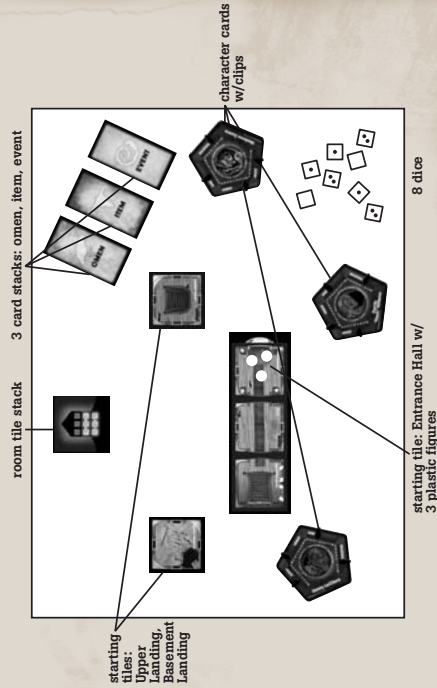 room tile stack
3 card stacks: omen, item, event
OMEN
ITEM
EVENT
character cards
w/clips
starting
tiles:
Upper
Landing,
Basement
Landing
starting tile: Entrance Hall w/
3 plastic figures
8 dice